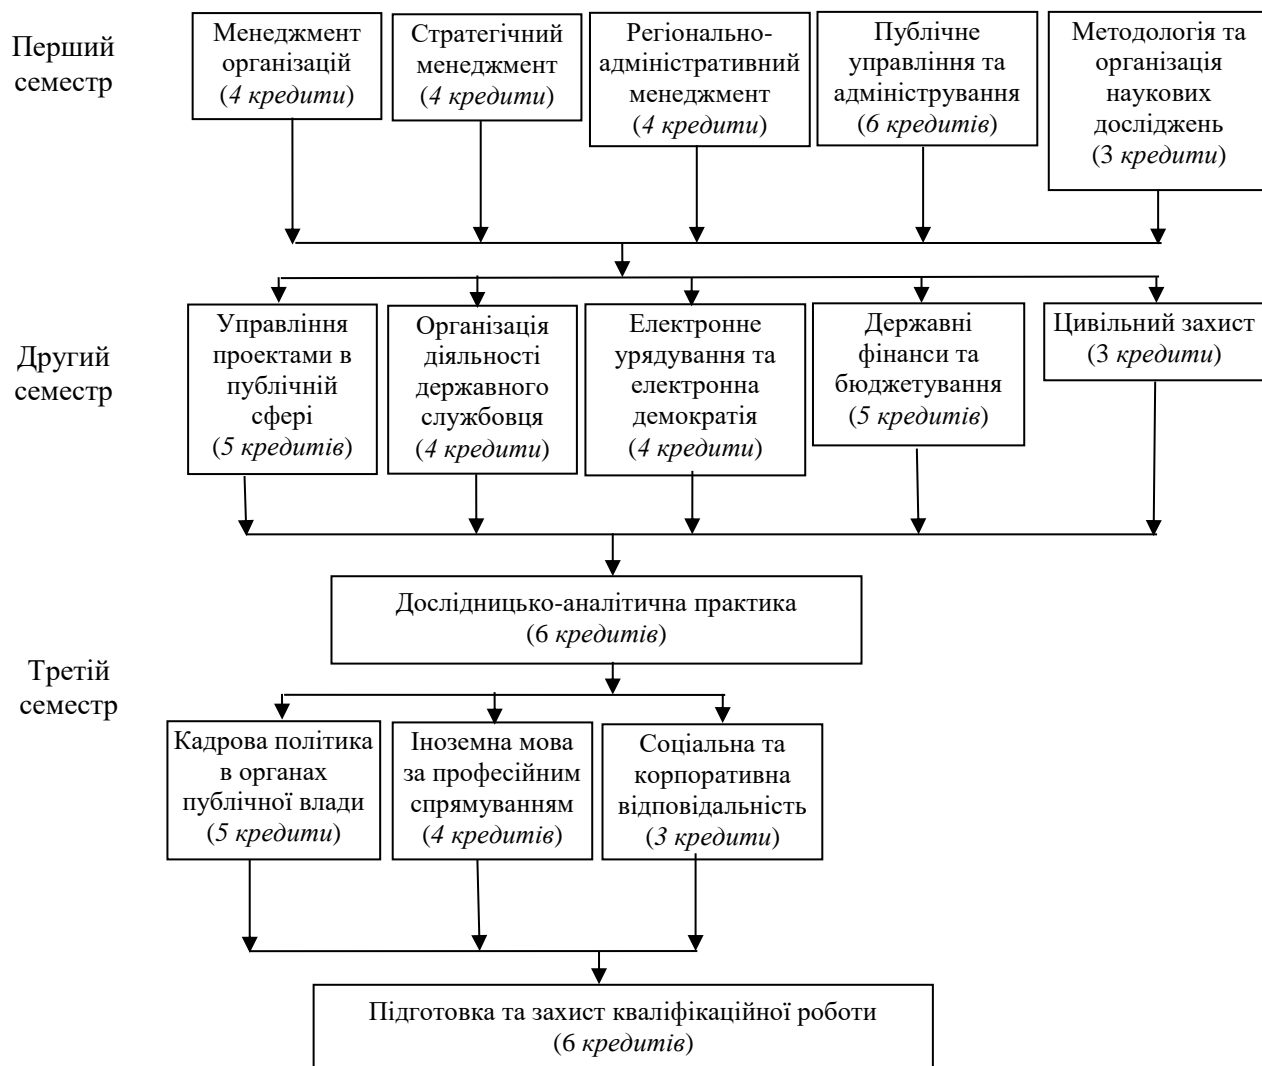 Перший
семестр
Менеджмент
організацій
(4 кредити)
Стратегічний
менеджмент
(4 кредити)
Регіонально-
адміністративний
менеджмент
(4 кредити)
Публічне
управління та
адміністрування
(6 кредитів)
Методологія та
організація
наукових
досліджень
(3 кредити)
Другий
семестр
Управління
проектами в
публічній
сфері
(5 кредитів)
Організація
діяльності
державного
службовця
(4 кредити)
Електронне
урядування та
електронна
демократія
(4 кредити)
Державні
фінанси та
бюджетування
(5 кредитів)
Цивільний захист
(3 кредити)
Дослідницько-аналітична практика
(6 кредитів)
Третій
семестр
Кадрова політика
в органах
публічної влади
(5 кредити)
Іноземна мова
за професійним
спрямуванням
(4 кредитів)
Соціальна та
корпоративна
відповідальність
(3 кредити)
Підготовка та захист кваліфікаційної роботи
(6 кредитів)